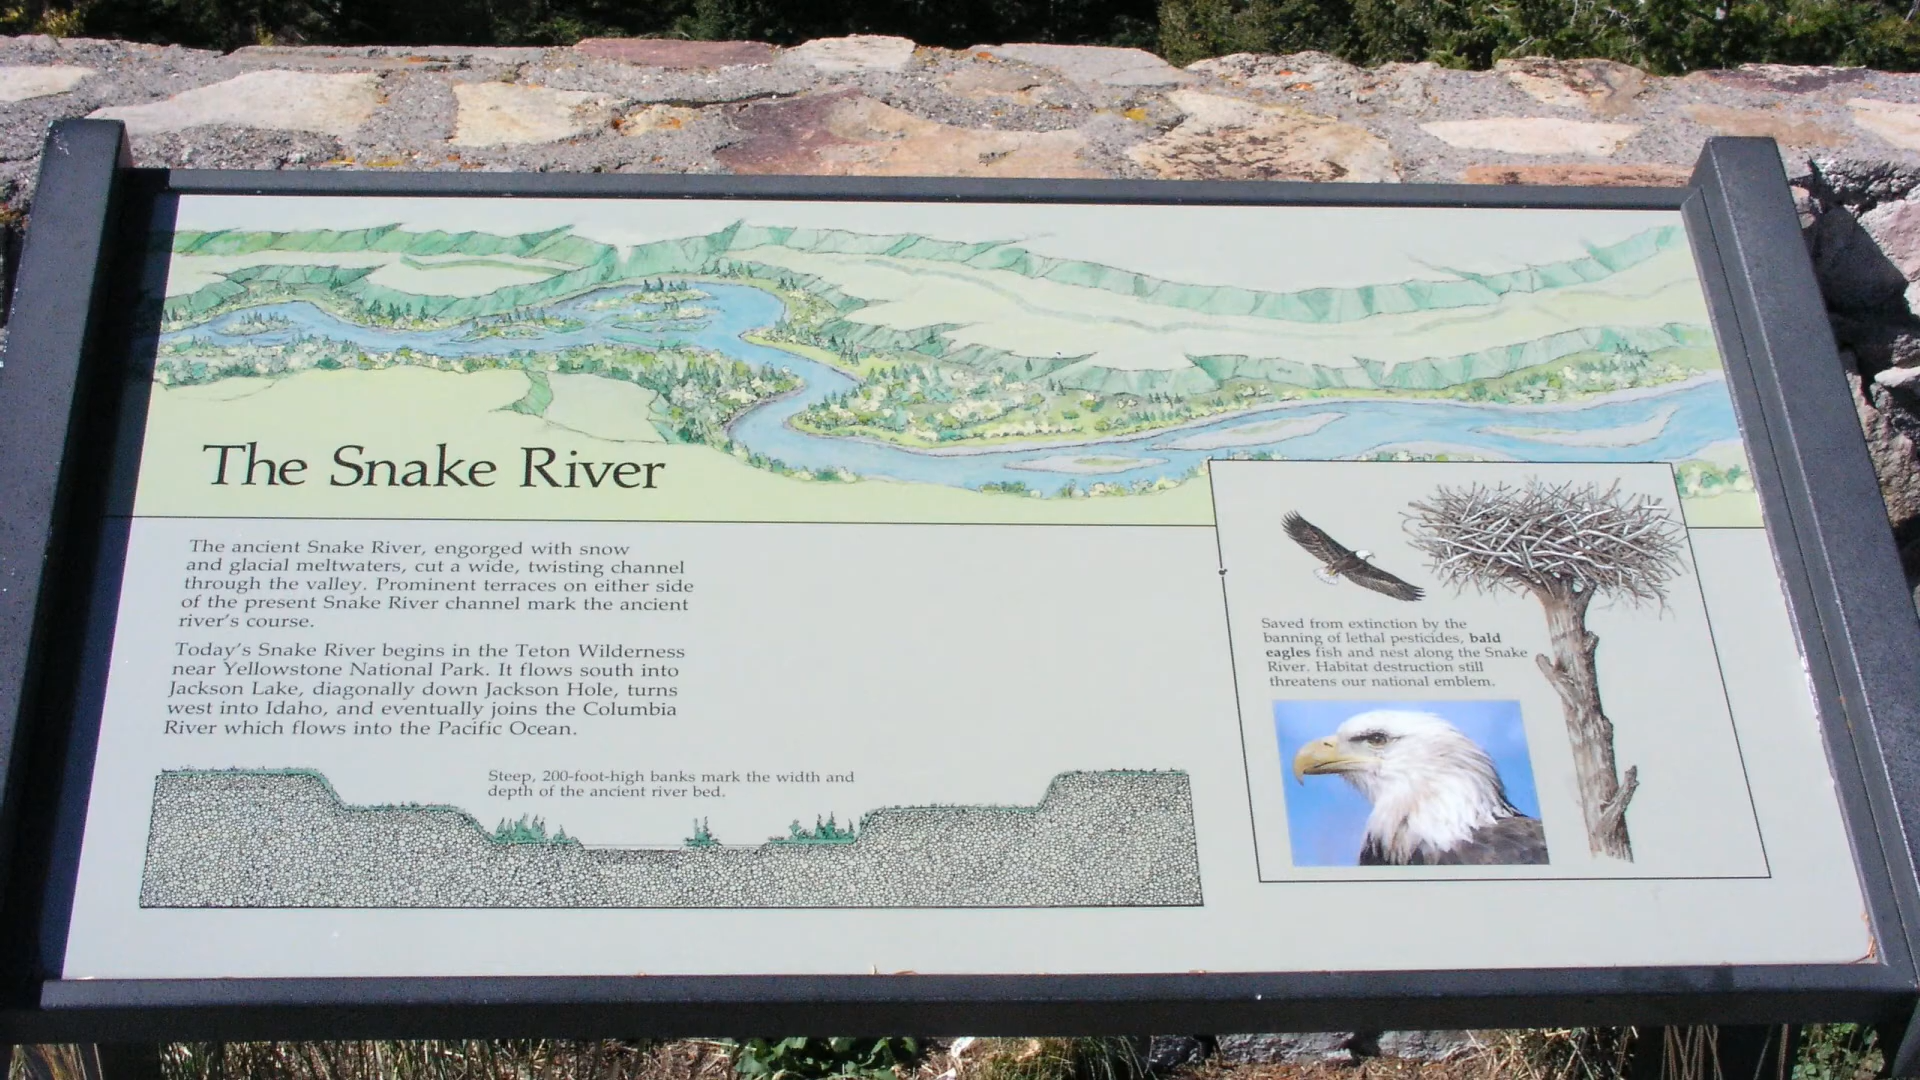 The Snake River
The ancient Snake River, engorged with snow
and glacial meltwaters, cut a wide, twisting channel
through the valley. Prominent terraces on either side
of the present Snake River channel mark the ancient
river's course.
Today's Snake River begins in the Teton Wilderness
near Yellowstone National Park. It flows south into
Jackson Lake, diagonally down Jackson Hole, turns
west into Idaho, and eventually joins the Columbia
River which flows into the Pacific Ocean.
Steep, 200-foot-high banks mark the width and
depth of the ancient river bed.
Saved from extinction by the
banning of lethal pesticides, bald
eagles fish and nest along the Snake
River. Habitat destruction still
threatens our national emblem.